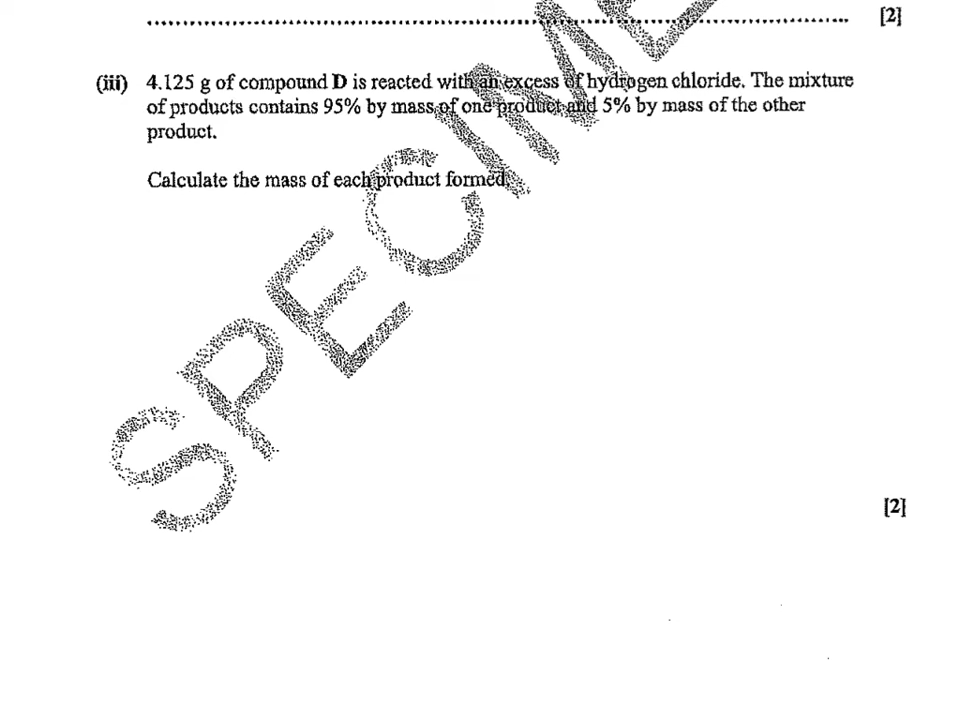 [2]
(iii) 4.125 g of compound D is reacted with an excess of hydrogen chloride. The mixture
of products contains 95% by mass of one product and 5% by mass of the other
product.
Calculate the mass of each product formed.
SPECIME
[2]